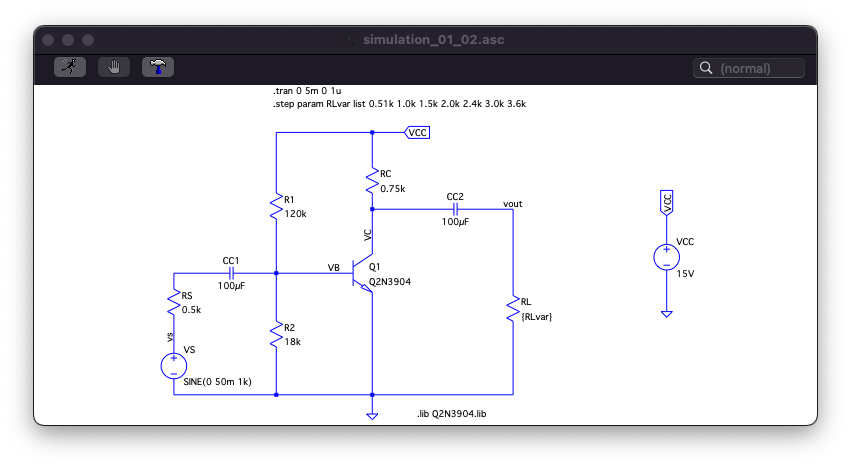 simulation_01_02.asc
(normal)
.tran 0 5m 0 1u
.step param RLvar list 0.51k 1.0k 1.5k 2.0k 2.4k 3.0k 3.6k
VCC
RC
0.75k
R1
120k
CC2
100µF
vout
VC
VCC
VCC
15V
CC1
100µF
VB
Q1
Q2N3904
RS
0.5k
RL
{RLvar}
R2
18k
vs
VS
SINE(0 50m 1k)
.lib Q2N3904.lib